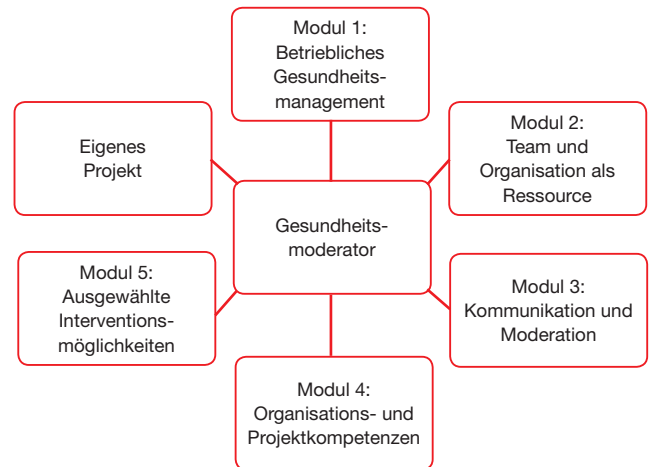 Modul 1:
Betriebliches
Gesundheits-
management
Eigenes
Projekt
Modul 2:
Team und
Organisation als
Ressource
Gesundheits-
moderator
Modul 5:
Ausgewählte
Interventions-
möglichkeiten
Modul 3:
Kommunikation und
Moderation
Modul 4:
Organisations- und
Projektkompetenzen